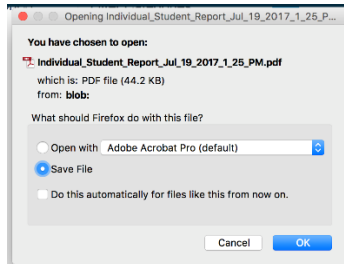 Opening Individual_Student_Report_Jul_19_2017_1_25_P...
You have chosen to open:
Individual_Student_Report_Jul_19_2017_1_25_PM.pdf
which is: PDF file (44.2 KB)
from: blob:
What should Firefox do with this file?
Open with Adobe Acrobat Pro (default)
Save File
Do this automatically for files like this from now on.
Cancel OK